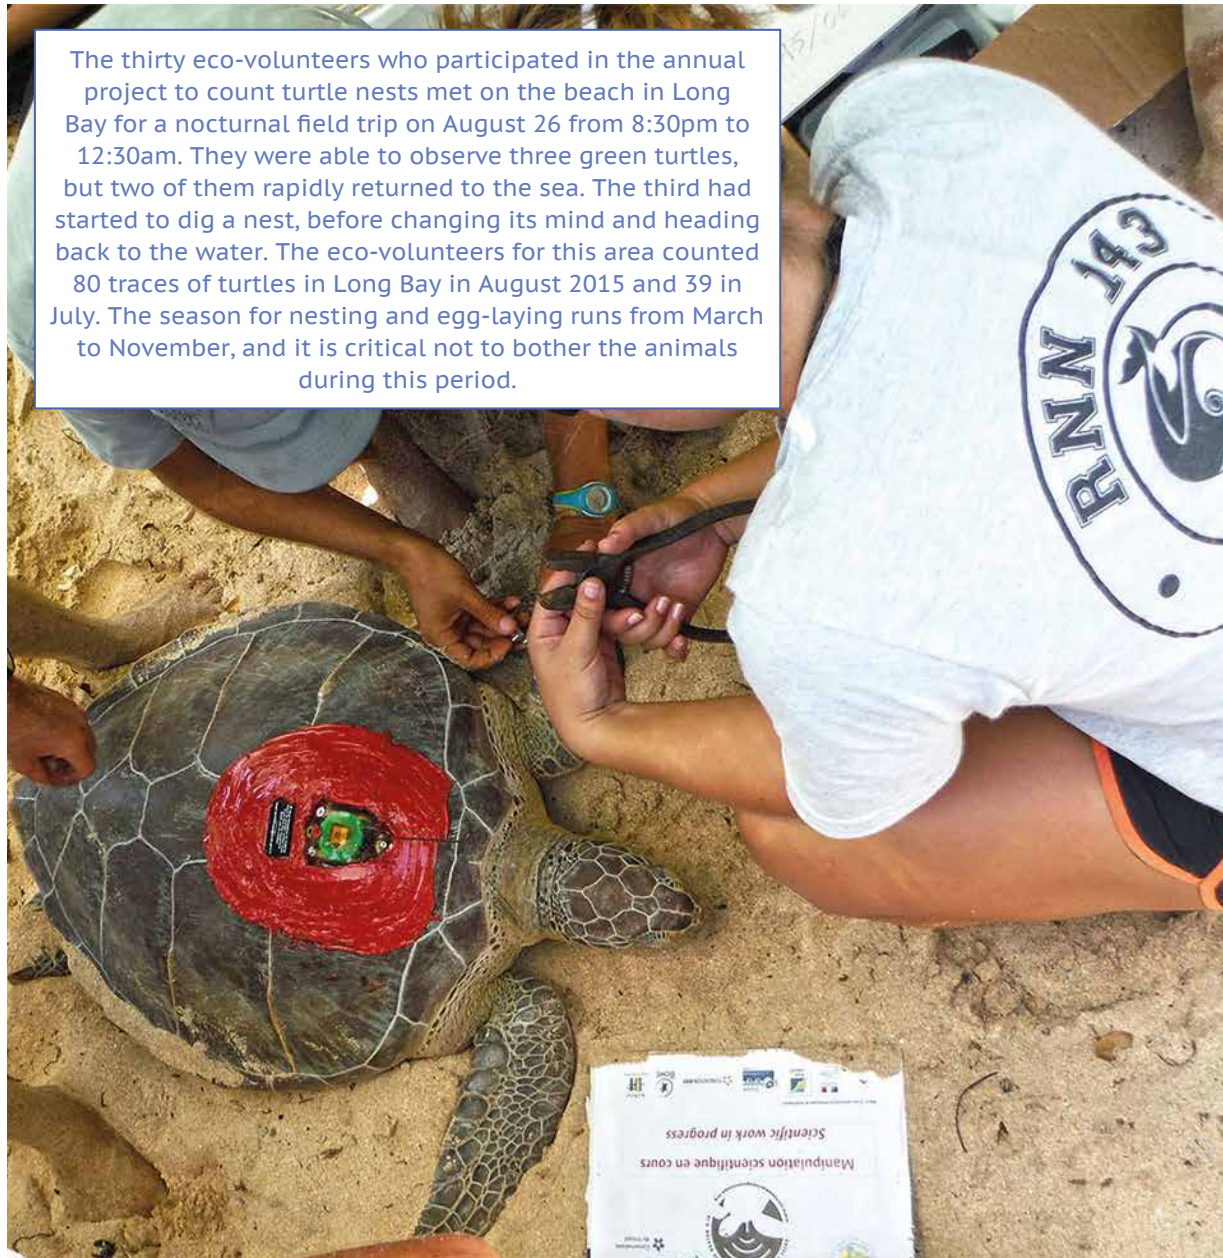 The thirty eco-volunteers who participated in the annual
project to count turtle nests met on the beach in Long
Bay for a nocturnal field trip on August 26 from 8:30pm to
12:30am. They were able to observe three green turtles,
but two of them rapidly returned to the sea. The third had
started to dig a nest, before changing its mind and heading
back to the water. The eco-volunteers for this area counted
80 traces of turtles in Long Bay in August 2015 and 39 in
July. The season for nesting and egg-laying runs from March
to November, and it is critical not to bother the animals
during this period.
RNN 143
Manipulation scientifique en cours
Scientific work in progress